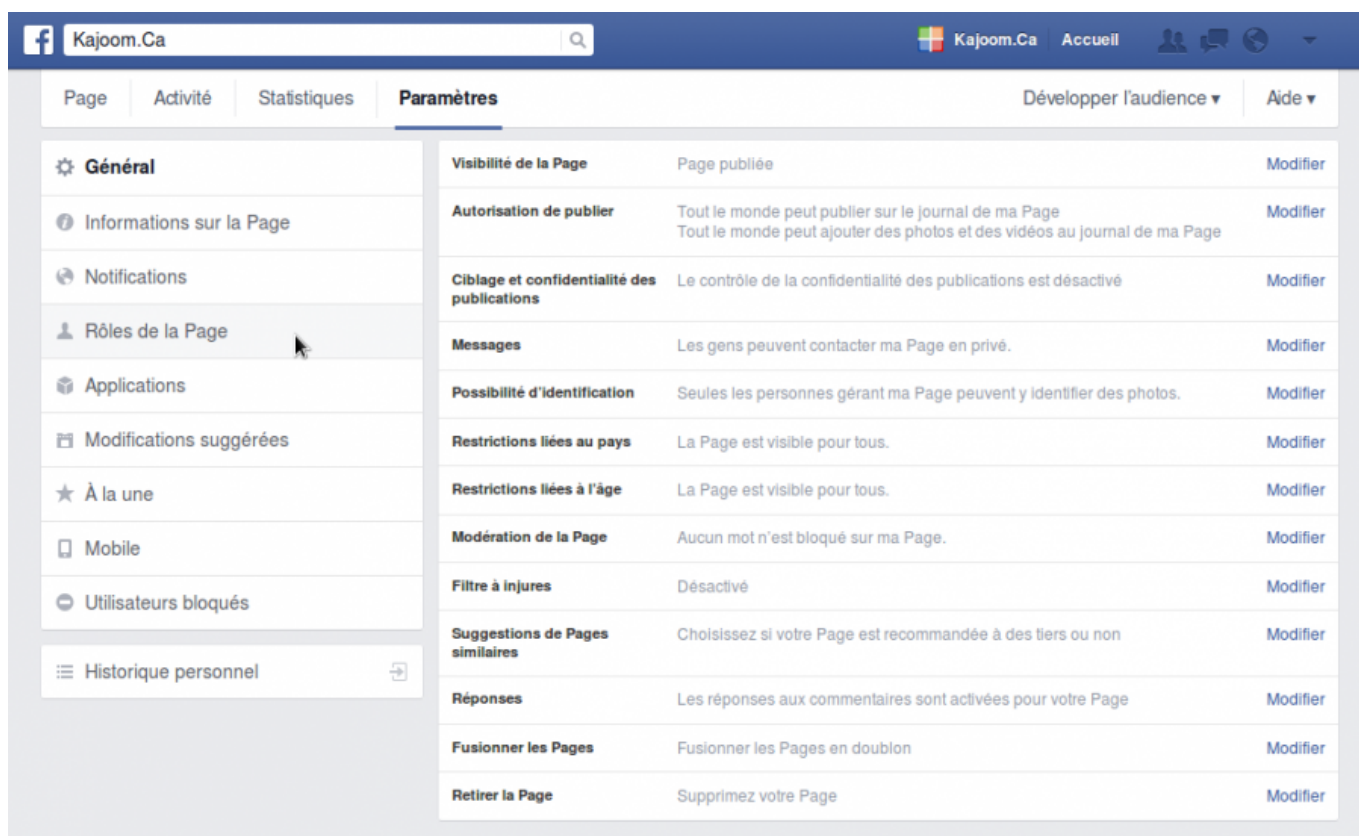 f Kajoom.Ca Kajoom.Ca Accueil
Page Activité Statistiques Paramètres Développer l'audience ▾ Aide ▾
Général
Informations sur la Page
Notifications
Rôles de la Page
Applications
Modifications suggérées
À la une
Mobile
Utilisateurs bloqués
Historique personnel
Visibilité de la Page Page publiée Modifier
Autorisation de publier Tout le monde peut publier sur le journal de ma Page Modifier
Tout le monde peut ajouter des photos et des vidéos au journal de ma Page
Ciblage et confidentialité des Le contrôle de la confidentialité des publications est désactivé Modifier
publications
Messages Les gens peuvent contacter ma Page en privé. Modifier
Possibilité d'identification Seules les personnes gérant ma Page peuvent y identifier des photos. Modifier
Restrictions liées au pays La Page est visible pour tous. Modifier
Restrictions liées à l'âge La Page est visible pour tous. Modifier
Modération de la Page Aucun mot n'est bloqué sur ma Page. Modifier
Filtre à injures Désactivé Modifier
Suggestions de Pages Choisissez si votre Page est recommandée à des tiers ou non Modifier
similaires
Réponses Les réponses aux commentaires sont activées pour votre Page Modifier
Fusionner les Pages Fusionner les Pages en doublon Modifier
Retirer la Page Supprimez votre Page Modifier